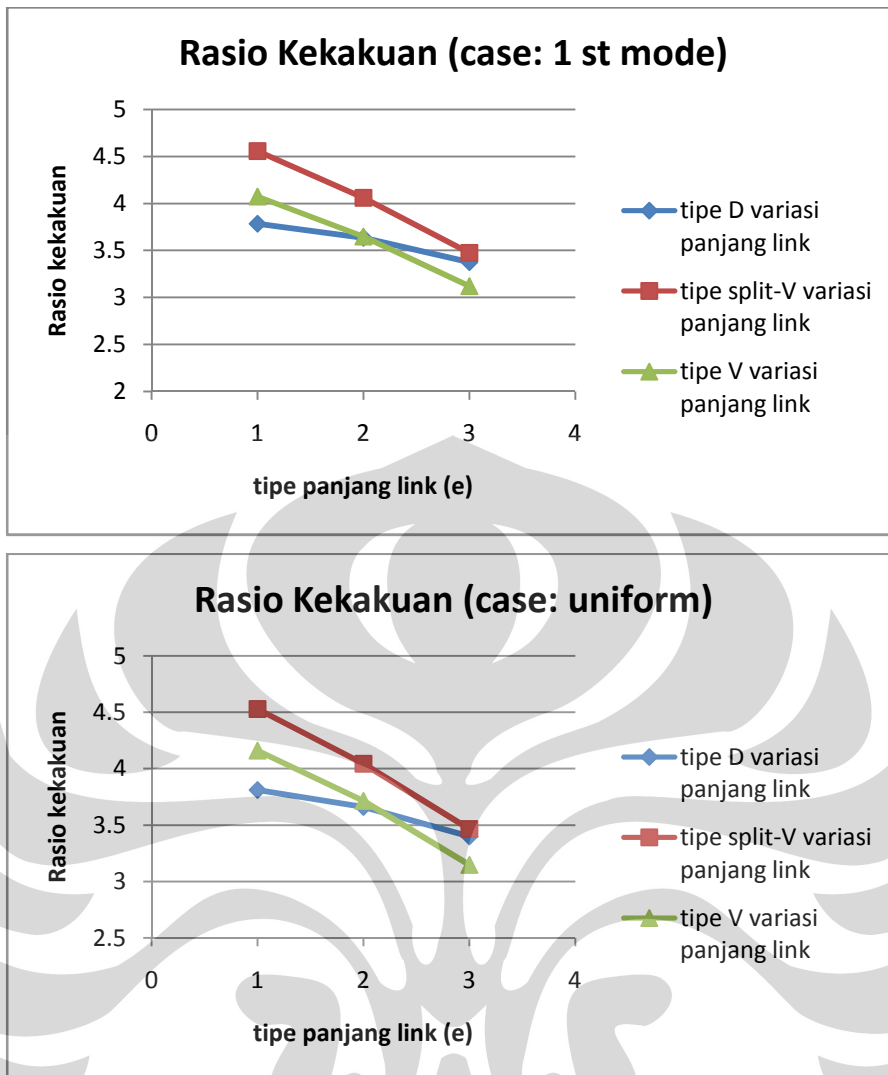 Rasio Kekakuan (case: 1 st mode)
Rasio kekakuan
5
4.5
4
3.5
3
2.5
2
0 1 2 3 4
tipe panjang link (e)
tipe D variasi
panjang link
tipe split-V variasi
panjang link
tipe V variasi
panjang link
Rasio Kekakuan (case: uniform)
Rasio kekakuan
5
4.5
4
3.5
3
2.5
0 1 2 3 4
tipe panjang link (e)
tipe D variasi
panjang link
tipe split-V variasi
panjang link
tipe V variasi
panjang link